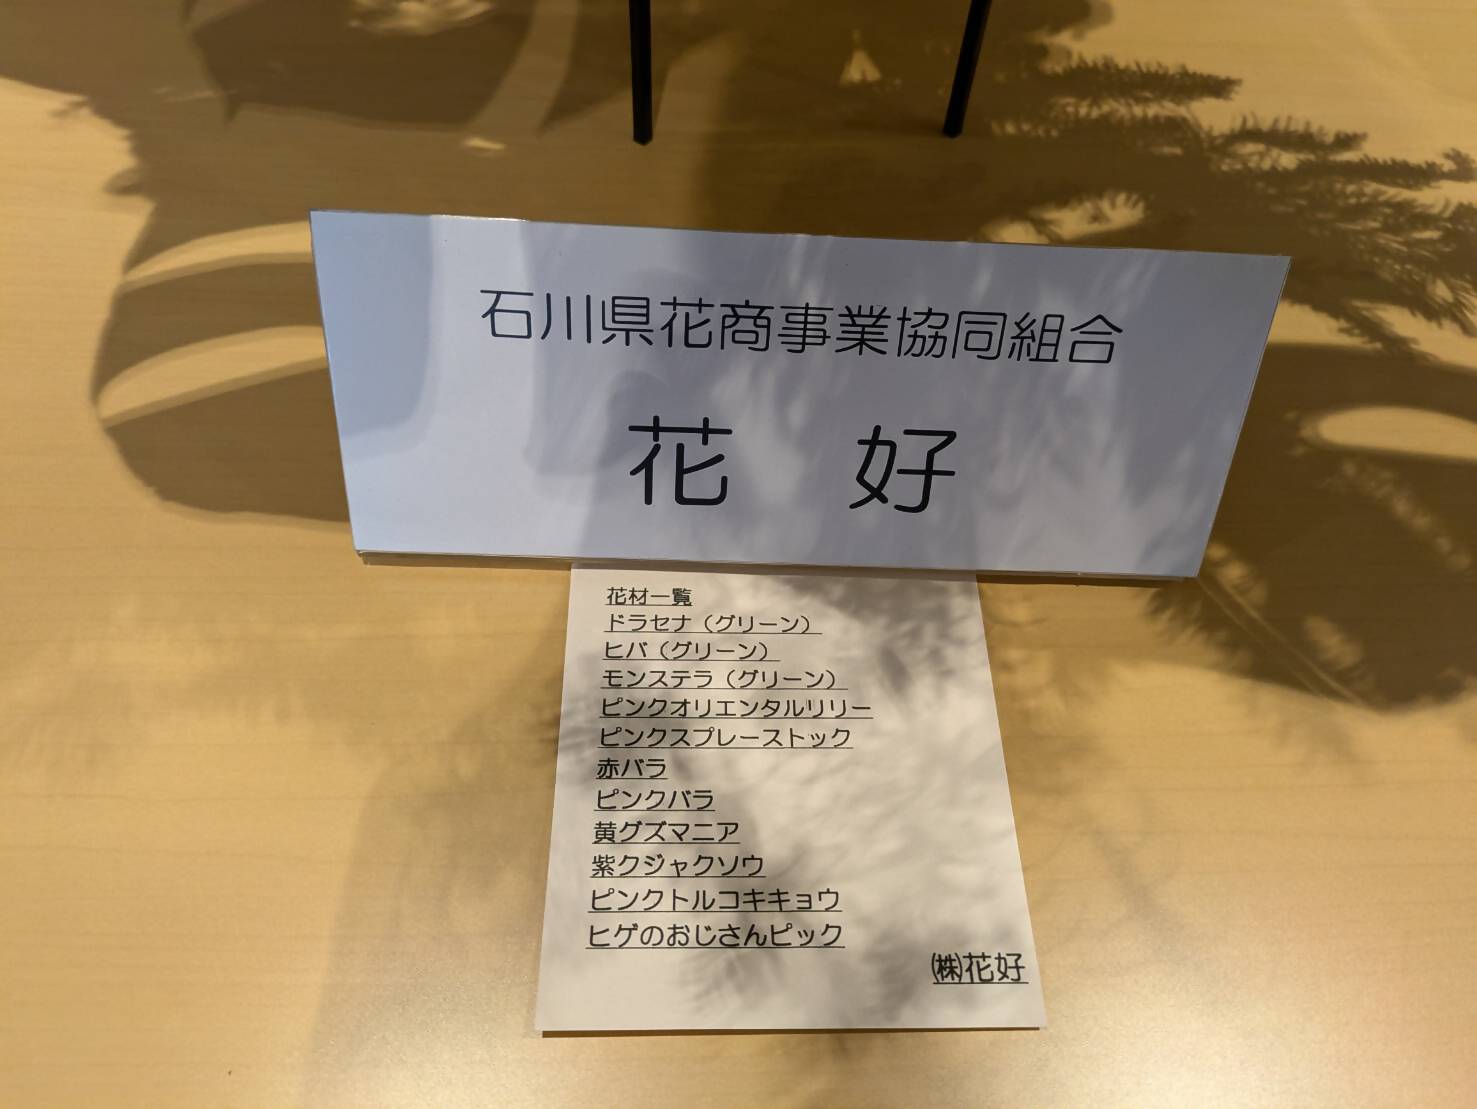 石川県花商事業協同組合
花　好
花材一覧
ドラセナ（グリーン）
ヒバ（グリーン）
モンステラ（グリーン）
ピンクオリエンタルリリー
ピンクスプレーストック
赤バラ
ピンクバラ
黄グズマニア
紫クジャクソウ
ピンクトルコキキョウ
ヒゲのおじさんピック
㈱花好